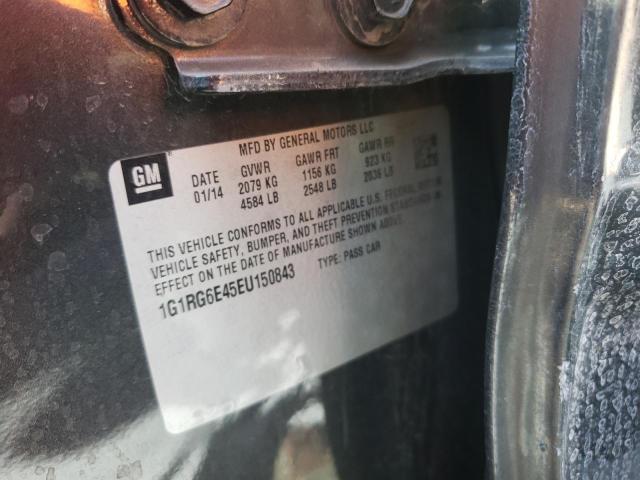 MFD BY GENERAL MOTORS LLC
GM DATE GVWR GAWR FRT GAWR RR
01/14 2079 KG 1156 KG 923 KG
4584 LB 2548 LB 2036 LB
THIS VEHICLE CONFORMS TO ALL APPLICABLE U.S. FEDERAL MOTOR
VEHICLE SAFETY, BUMPER, AND THEFT PREVENTION STANDARDS IN
EFFECT ON THE DATE OF MANUFACTURE SHOWN ABOVE.
1G1RG6E45EU150843 TYPE: PASS CAR